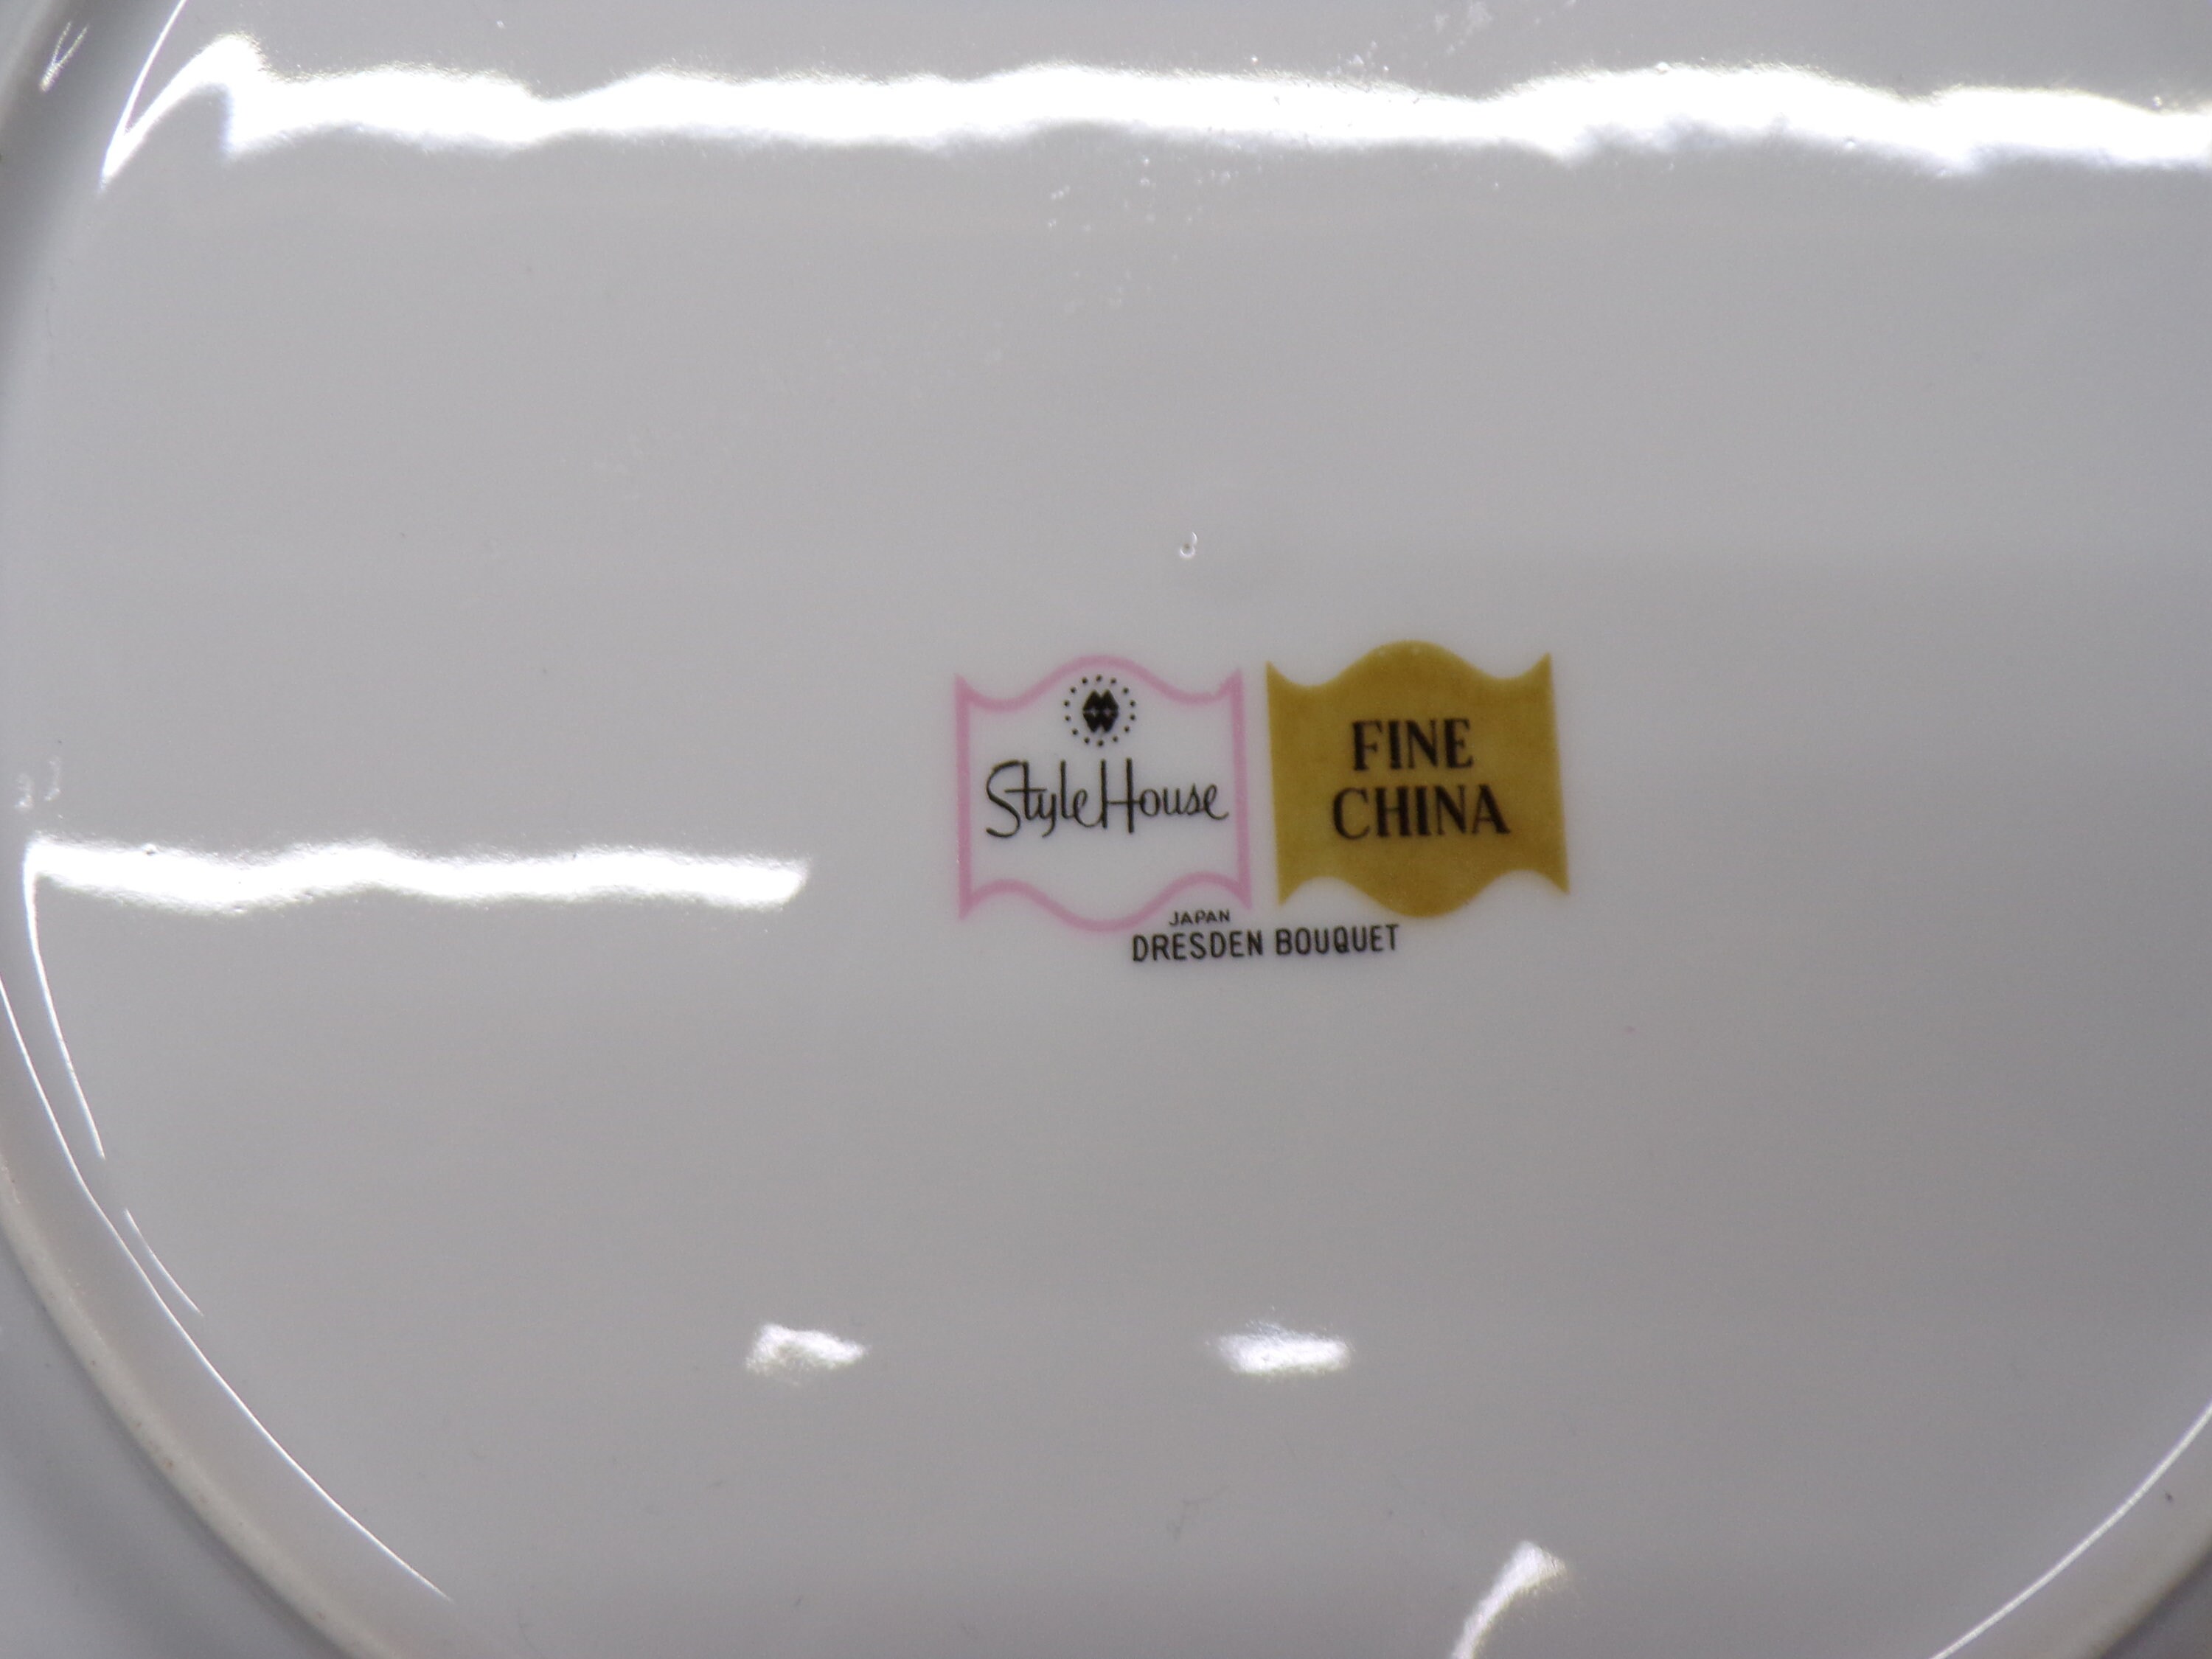 Style House
FINE
CHINA
JAPAN
DRESDEN BOUQUET